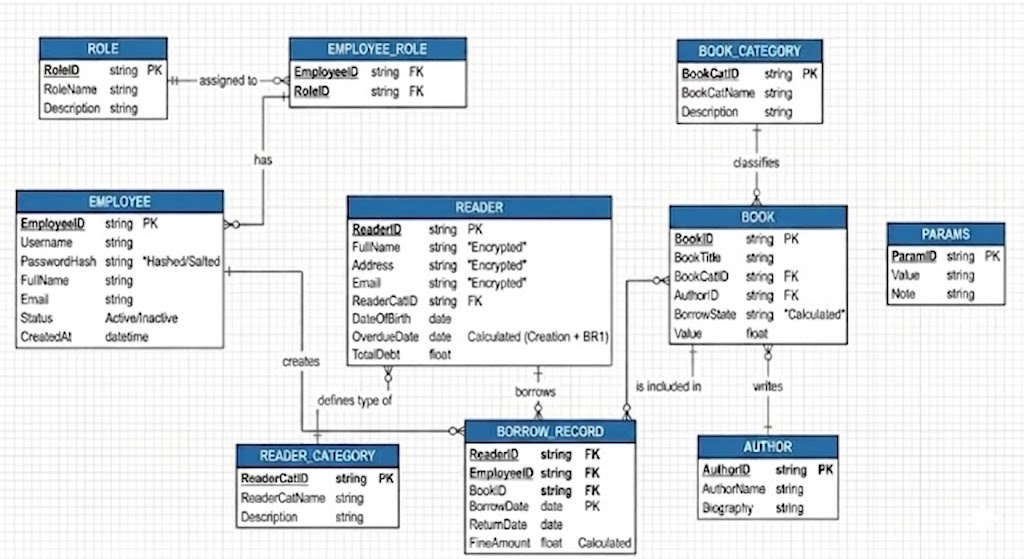 ROLE
RoleID string PK
RoleName string
Description string
assigned to
EMPLOYEE_ROLE
EmployeeID string FK
RoleID string FK
BOOK_CATEGORY
BookCatID string PK
BookCatName string
Description string
has
classifies
EMPLOYEE
EmployeeID string PK
Username string
PasswordHash string *Hashed/Salted
FullName string
Email string
Status Active/Inactive
CreatedAt datetime
READER
ReaderID string PK
FullName string "Encrypted"
Address string "Encrypted"
Email string "Encrypted"
ReaderCatID string FK
DateOfBirth date
OverdueDate date Calculated (Creation + BR1)
TotalDebt float
BOOK
BookID string PK
BookTitle string
BookCatID string FK
AuthorID string FK
BorrowState string "Calculated"
Value float
PARAMS
ParamID string PK
Value string
Note string
creates
defines type of
borrows
is included in
writes
READER_CATEGORY
ReaderCatID string PK
ReaderCatName string
Description string
BORROW_RECORD
ReaderID string FK
EmployeeID string FK
BookID string FK
BorrowDate date PK
ReturnDate date
FineAmount float Calculated
AUTHOR
AuthorID string PK
AuthorName string
Biography string